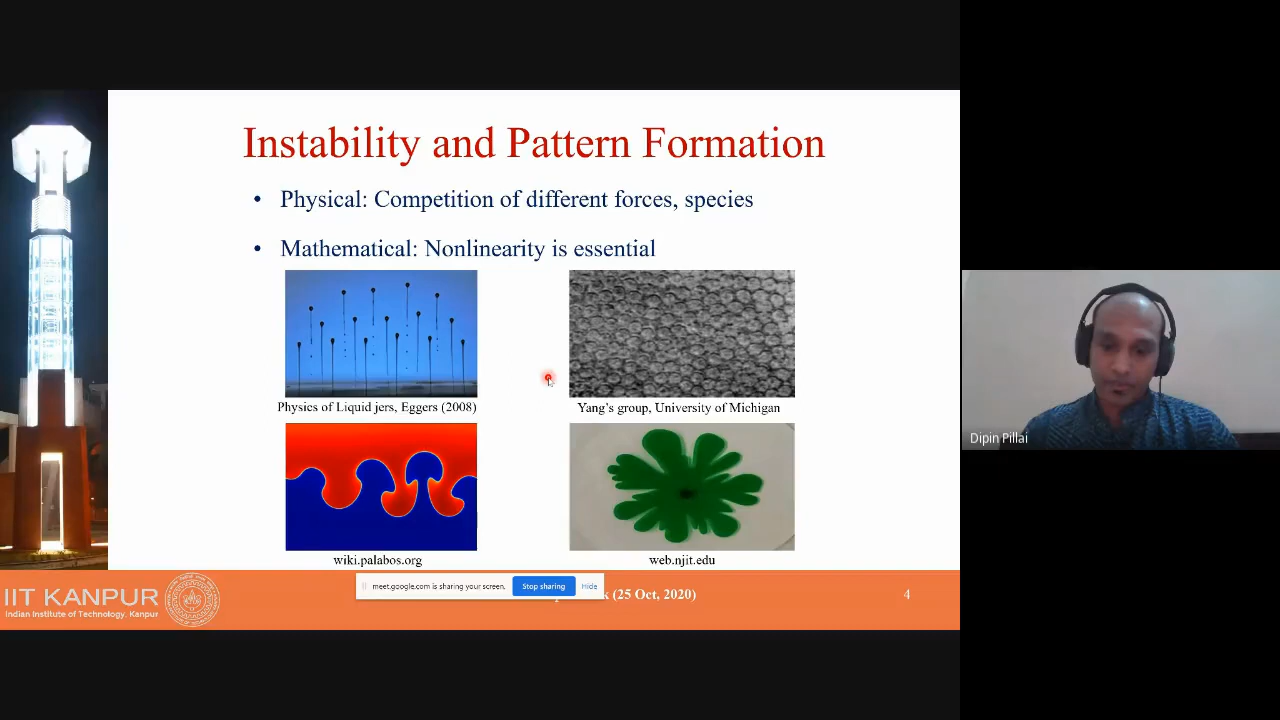 Instability and Pattern Formation
• Physical: Competition of different forces, species
• Mathematical: Nonlinearity is essential
Physics of Liquid jers, Eggers (2008)
Yang's group, University of Michigan
wiki.palabos.org
web.njit.edu
Dipin Pillai
IIT KANPUR
Indian Institute of Technology, Kanpur
meet.google.com is sharing your screen.
Stop sharing
Hide
(25 Oct, 2020)
4